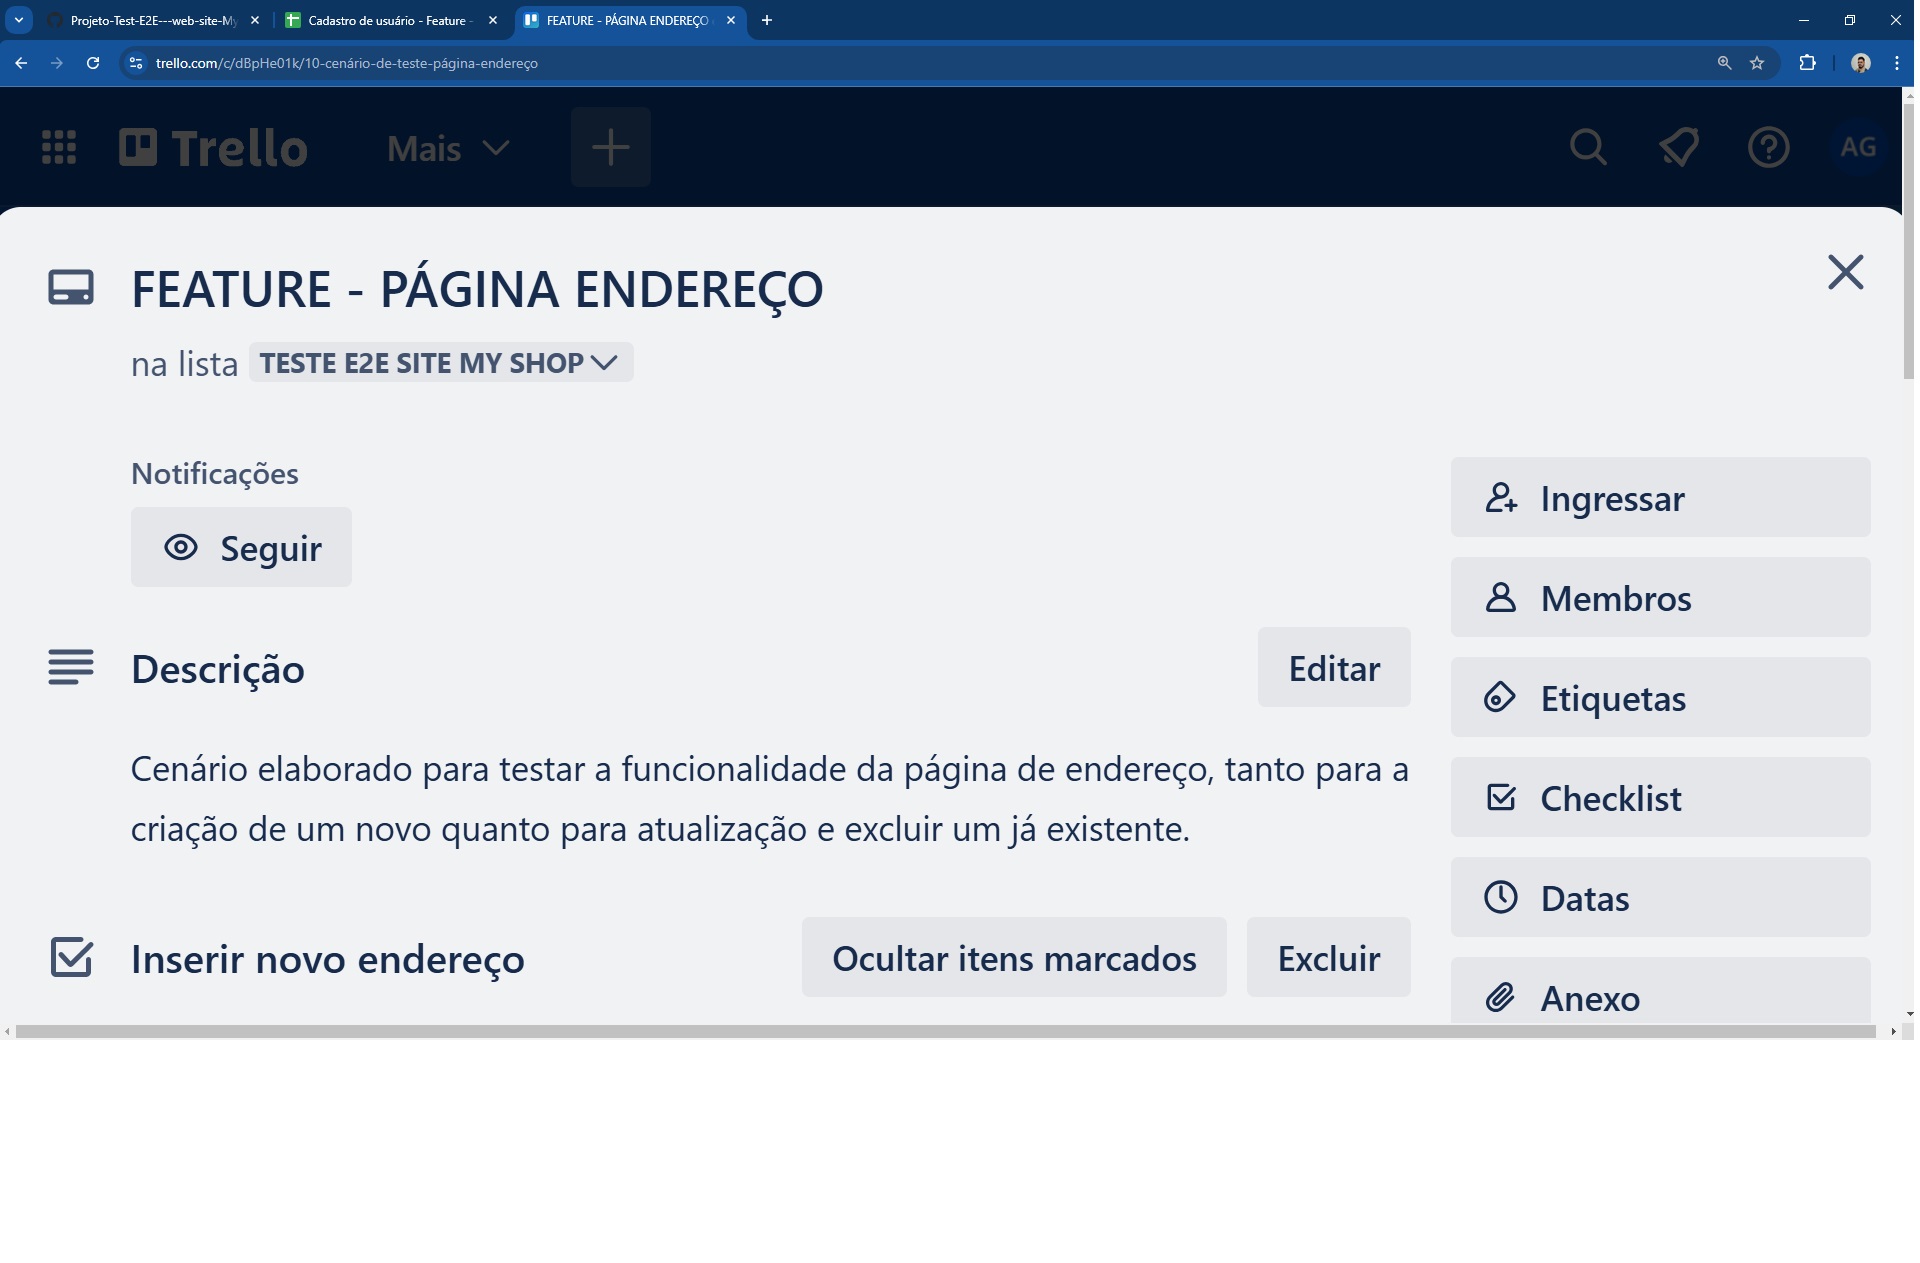 Projeto-Test-E2E---web-site-My
Cadastro de usuário - Feature -
FEATURE - PÁGINA ENDEREÇO
trello.com/c/dBpHe01k/10-cenário-de-teste-página-endereço
Trello
Mais
AG
FEATURE - PÁGINA ENDEREÇO
na lista TESTE E2E SITE MY SHOP
Notificações
Seguir
Ingressar
Membros
Descrição
Editar
Etiquetas
Cenário elaborado para testar a funcionalidade da página de endereço, tanto para a
criação de um novo quanto para atualização e excluir um já existente.
Checklist
Datas
Inserir novo endereço
Ocultar itens marcados
Excluir
Anexo